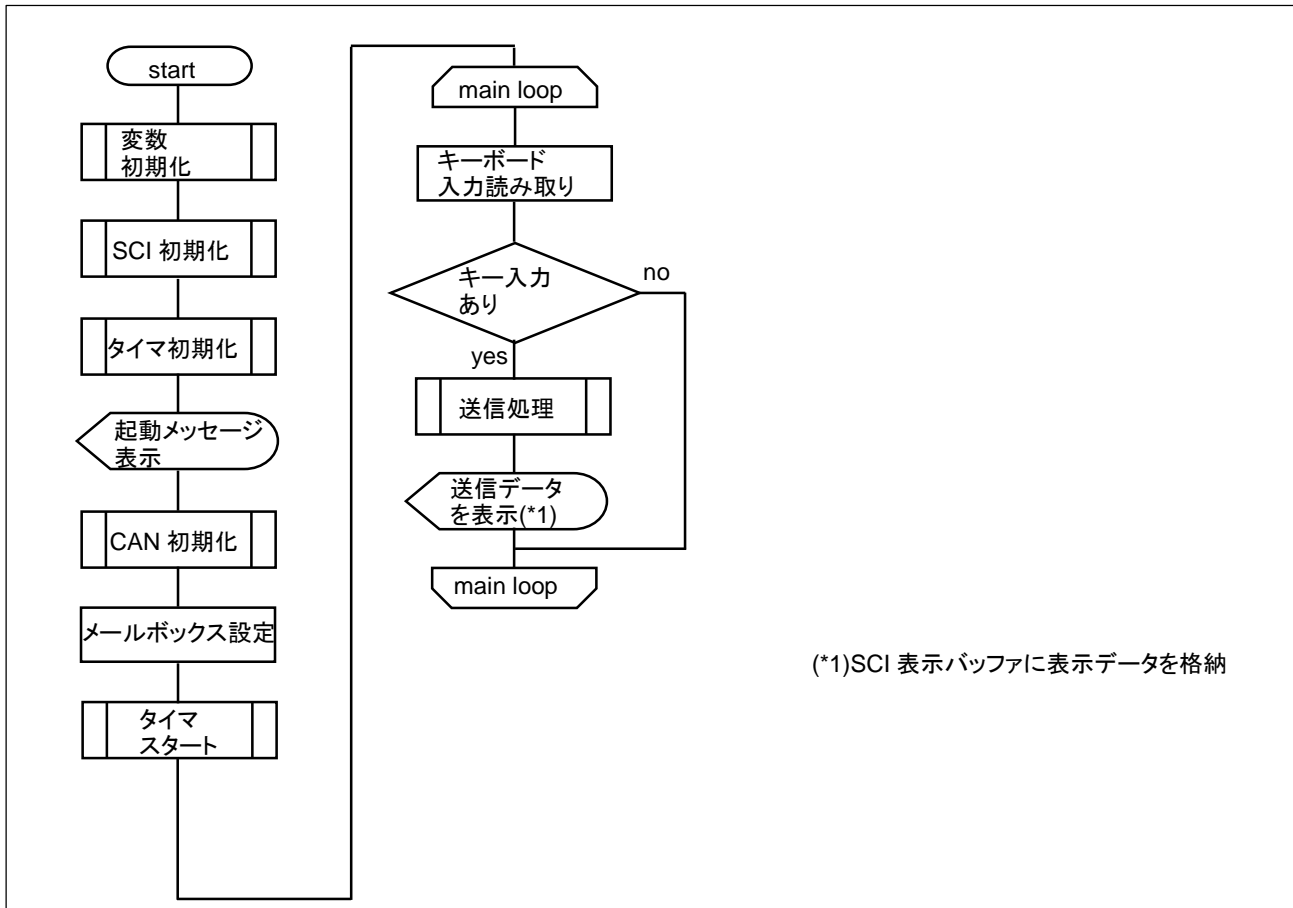 start
変数
初期化
SCI 初期化
タイマ初期化
起動メッセージ
表示
CAN 初期化
メールボックス設定
タイマ
スタート
main loop
キーボード
入力読み取り
キー入力
あり
no
yes
送信処理
送信データ
を表示(*1)
main loop
(*1)SCI 表示バッファに表示データを格納